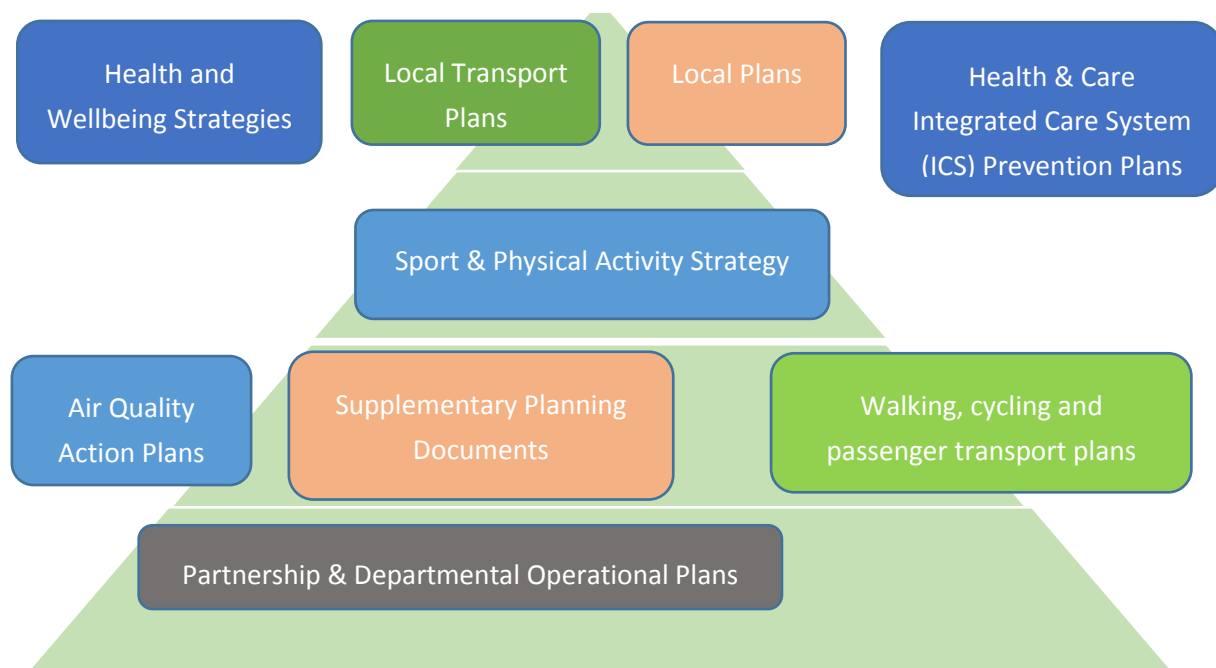 Health and
Wellbeing Strategies
Local Transport
Plans
Local Plans
Health & Care
Integrated Care System
(ICS) Prevention Plans
Sport & Physical Activity Strategy
Air Quality
Action Plans
Supplementary Planning
Documents
Walking, cycling and
passenger transport plans
Partnership & Departmental Operational Plans